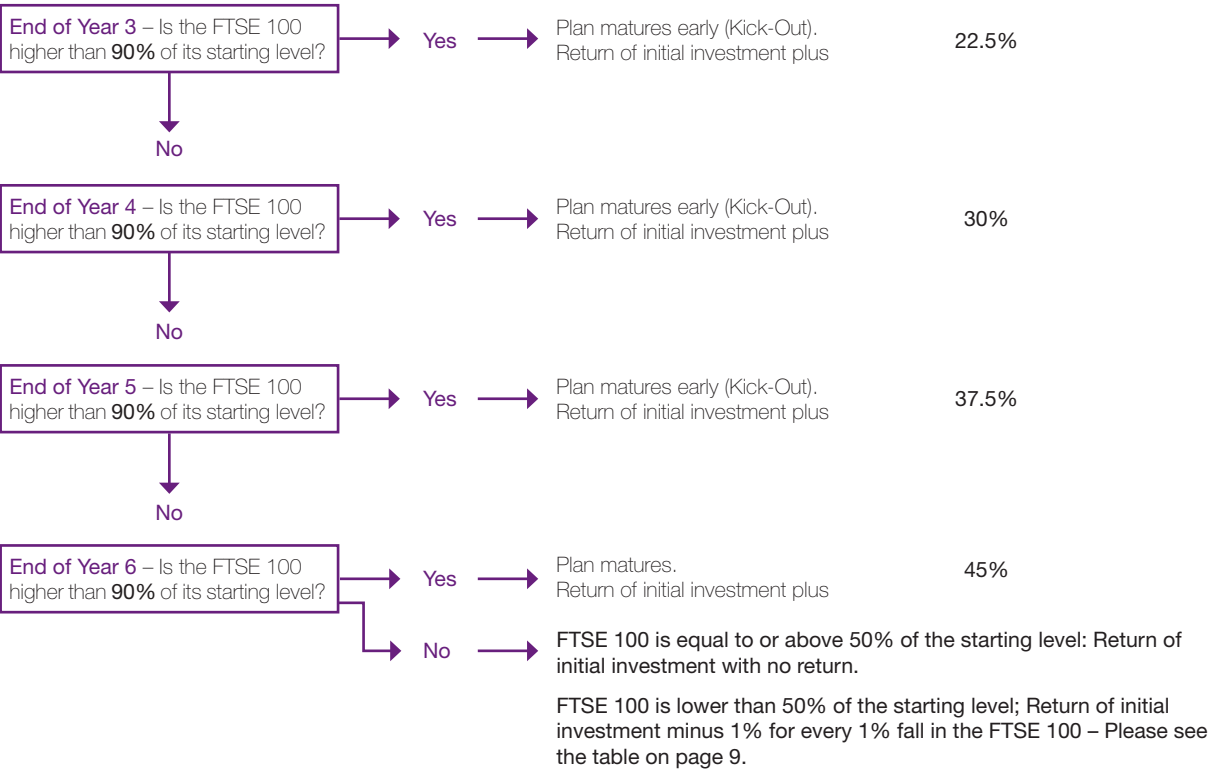 End of Year 3 – Is the FTSE 100
higher than 90% of its starting level?
Yes
Plan matures early (Kick-Out).
Return of initial investment plus
22.5%
No
End of Year 4 – Is the FTSE 100
higher than 90% of its starting level?
Yes
Plan matures early (Kick-Out).
Return of initial investment plus
30%
No
End of Year 5 – Is the FTSE 100
higher than 90% of its starting level?
Yes
Plan matures early (Kick-Out).
Return of initial investment plus
37.5%
No
End of Year 6 – Is the FTSE 100
higher than 90% of its starting level?
Yes
Plan matures.
Return of initial investment plus
45%
No
FTSE 100 is equal to or above 50% of the starting level: Return of
initial investment with no return.
FTSE 100 is lower than 50% of the starting level; Return of initial
investment minus 1% for every 1% fall in the FTSE 100 – Please see
the table on page 9.